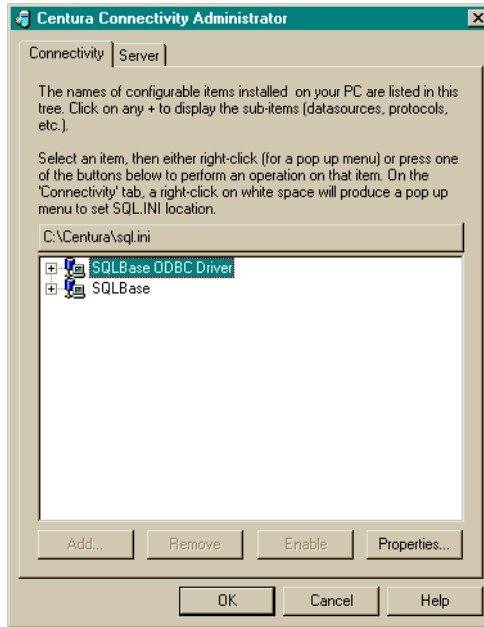 Centura Connectivity Administrator
Connectivity
Server
The names of configurable items installed on your PC are listed in this
tree. Click on any + to display the sub-items (datasources, protocols,
etc.).
Select an item, then either right-click (for a pop up menu) or press one
of the buttons below to perform an operation on that item. On the
'Connectivity' tab, a right-click on white space will produce a pop up
menu to set SQL.INI location.
C:\Centura\sql.ini
SQLBase ODBC Driver
SQLBase
Add...
Remove
Enable
Properties...
OK
Cancel
Help